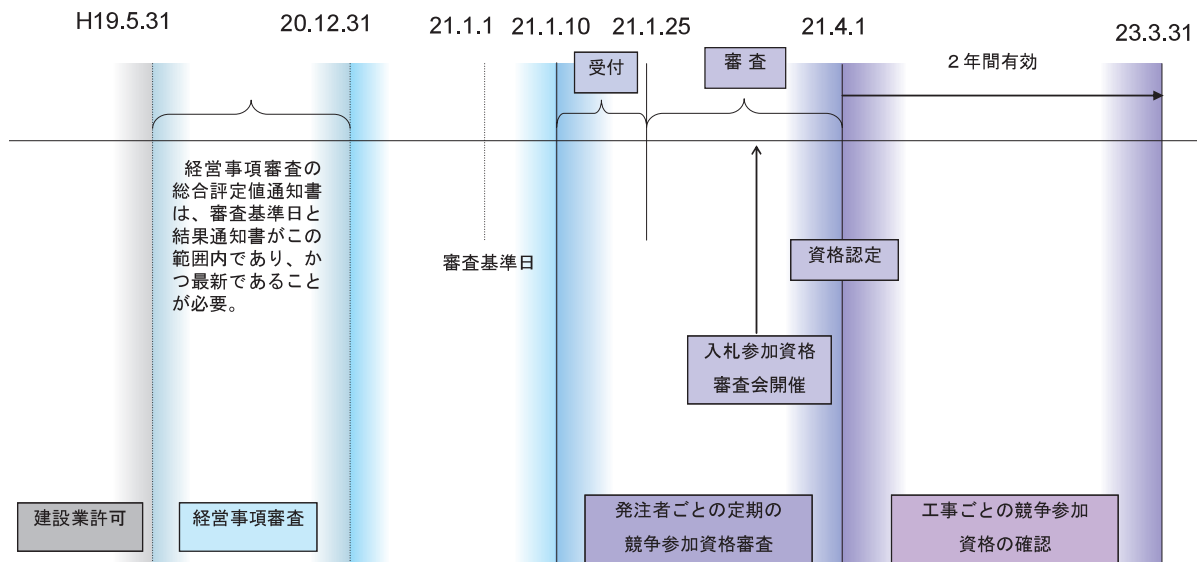 H19.5.31
20.12.31
21.1.1
21.1.10
21.1.25
21.4.1
23.3.31
受付
審 査
２年間有効
経営事項審査の
総合評定値通知書
は、審査基準日と
結果通知書がこの
範囲内であり、か
つ最新であること
が必要。
審査基準日
資格認定
入札参加資格
審査会開催
建設業許可
経営事項審査
発注者ごとの定期の
競争参加資格審査
工事ごとの競争参加
資格の確認